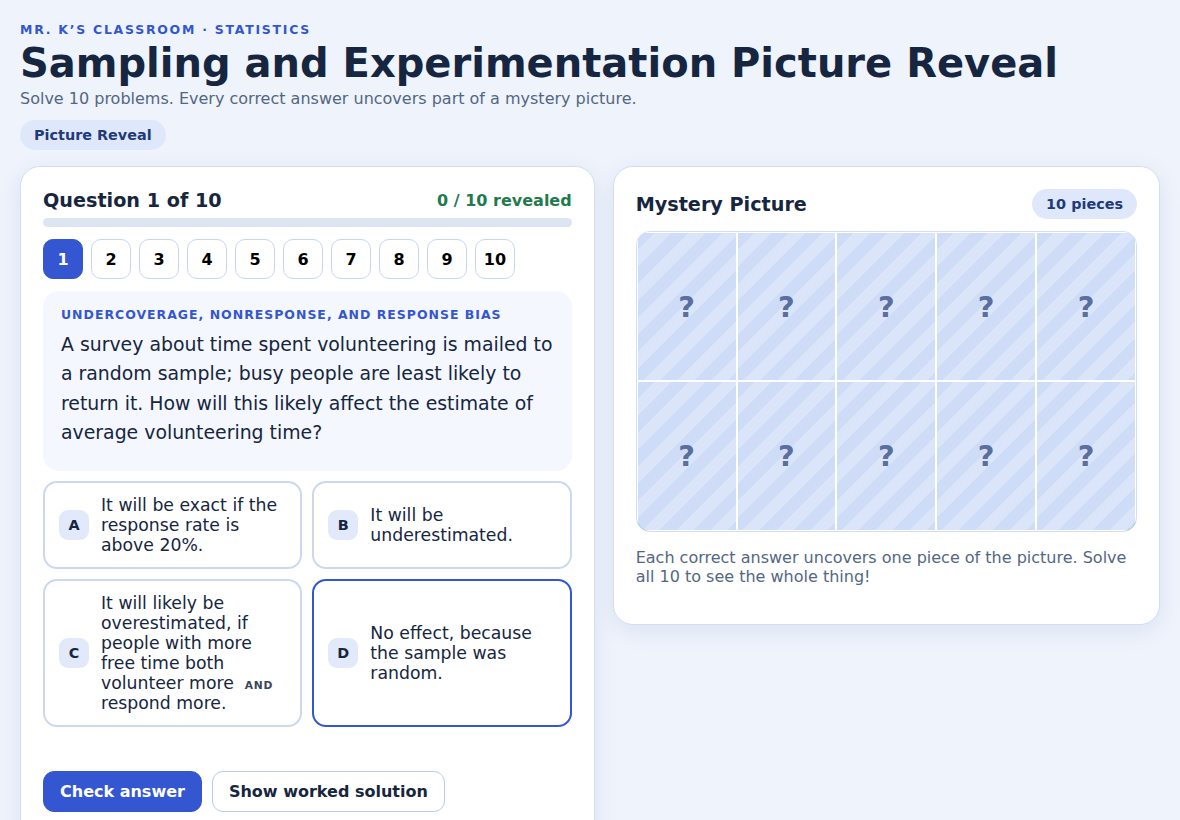 MR. K’S CLASSROOM · STATISTICS
Sampling and Experimentation Picture Reveal
Solve 10 problems. Every correct answer uncovers part of a mystery picture.
Picture Reveal
Question 1 of 10
0 / 10 revealed
1 2 3 4 5 6 7 8 9 10
UNDERCOVERAGE, NONRESPONSE, AND RESPONSE BIAS
A survey about time spent volunteering is mailed to
a random sample; busy people are least likely to
return it. How will this likely affect the estimate of
average volunteering time?
A
It will be exact if the
response rate is
above 20%.
B
It will be
underestimated.
C
It will likely be
overestimated, if
people with more
free time both
volunteer more AND
respond more.
D
No effect, because
the sample was
random.
Check answer
Show worked solution
Mystery Picture
10 pieces
? ? ? ? ?
? ? ? ? ?
Each correct answer uncovers one piece of the picture. Solve
all 10 to see the whole thing!